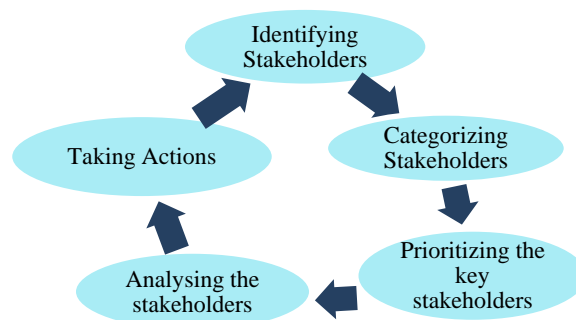 Identifying
Stakeholders
Categorizing
Stakeholders
Prioritizing the
key
stakeholders
Analysing the
stakeholders
Taking Actions